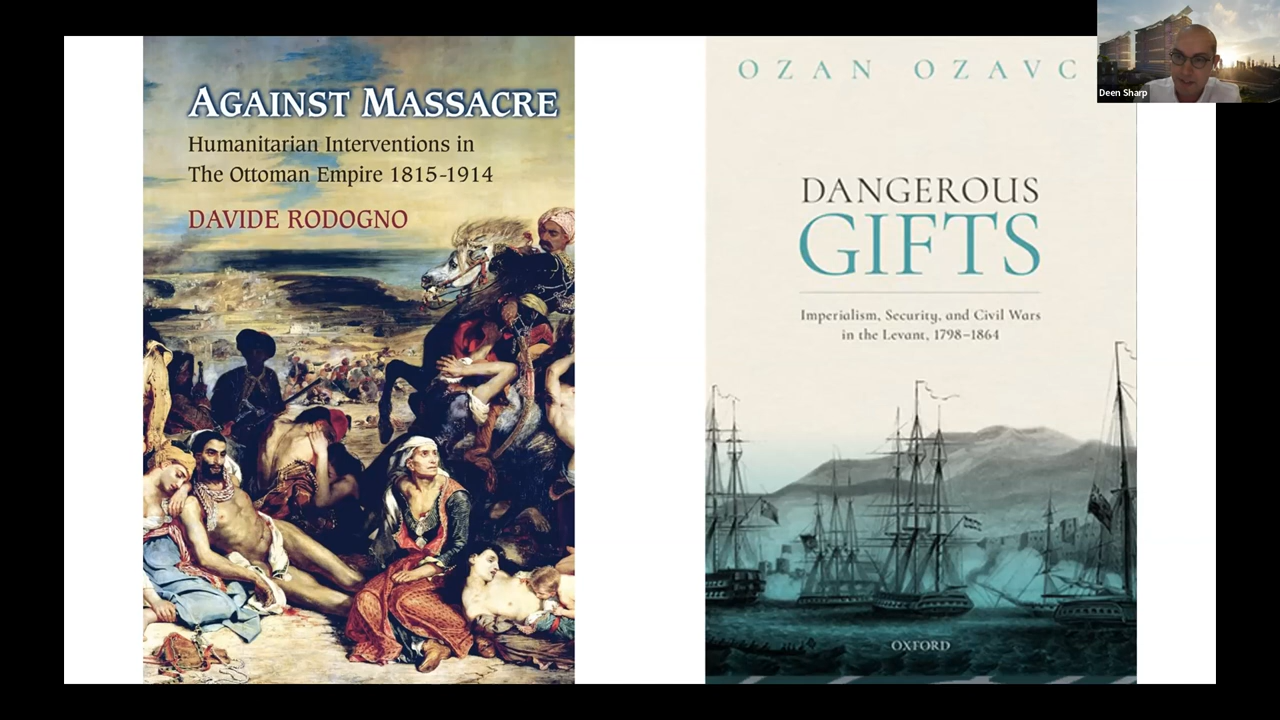 AGAINST MASSACRE
Humanitarian Interventions in
The Ottoman Empire 1815-1914
DAVIDE RODOGNO
OZAN OZAVC
DANGEROUS
GIFTS
Imperialism, Security, and Civil Wars
in the Levant, 1798–1864
OXFORD
Deen Sharp